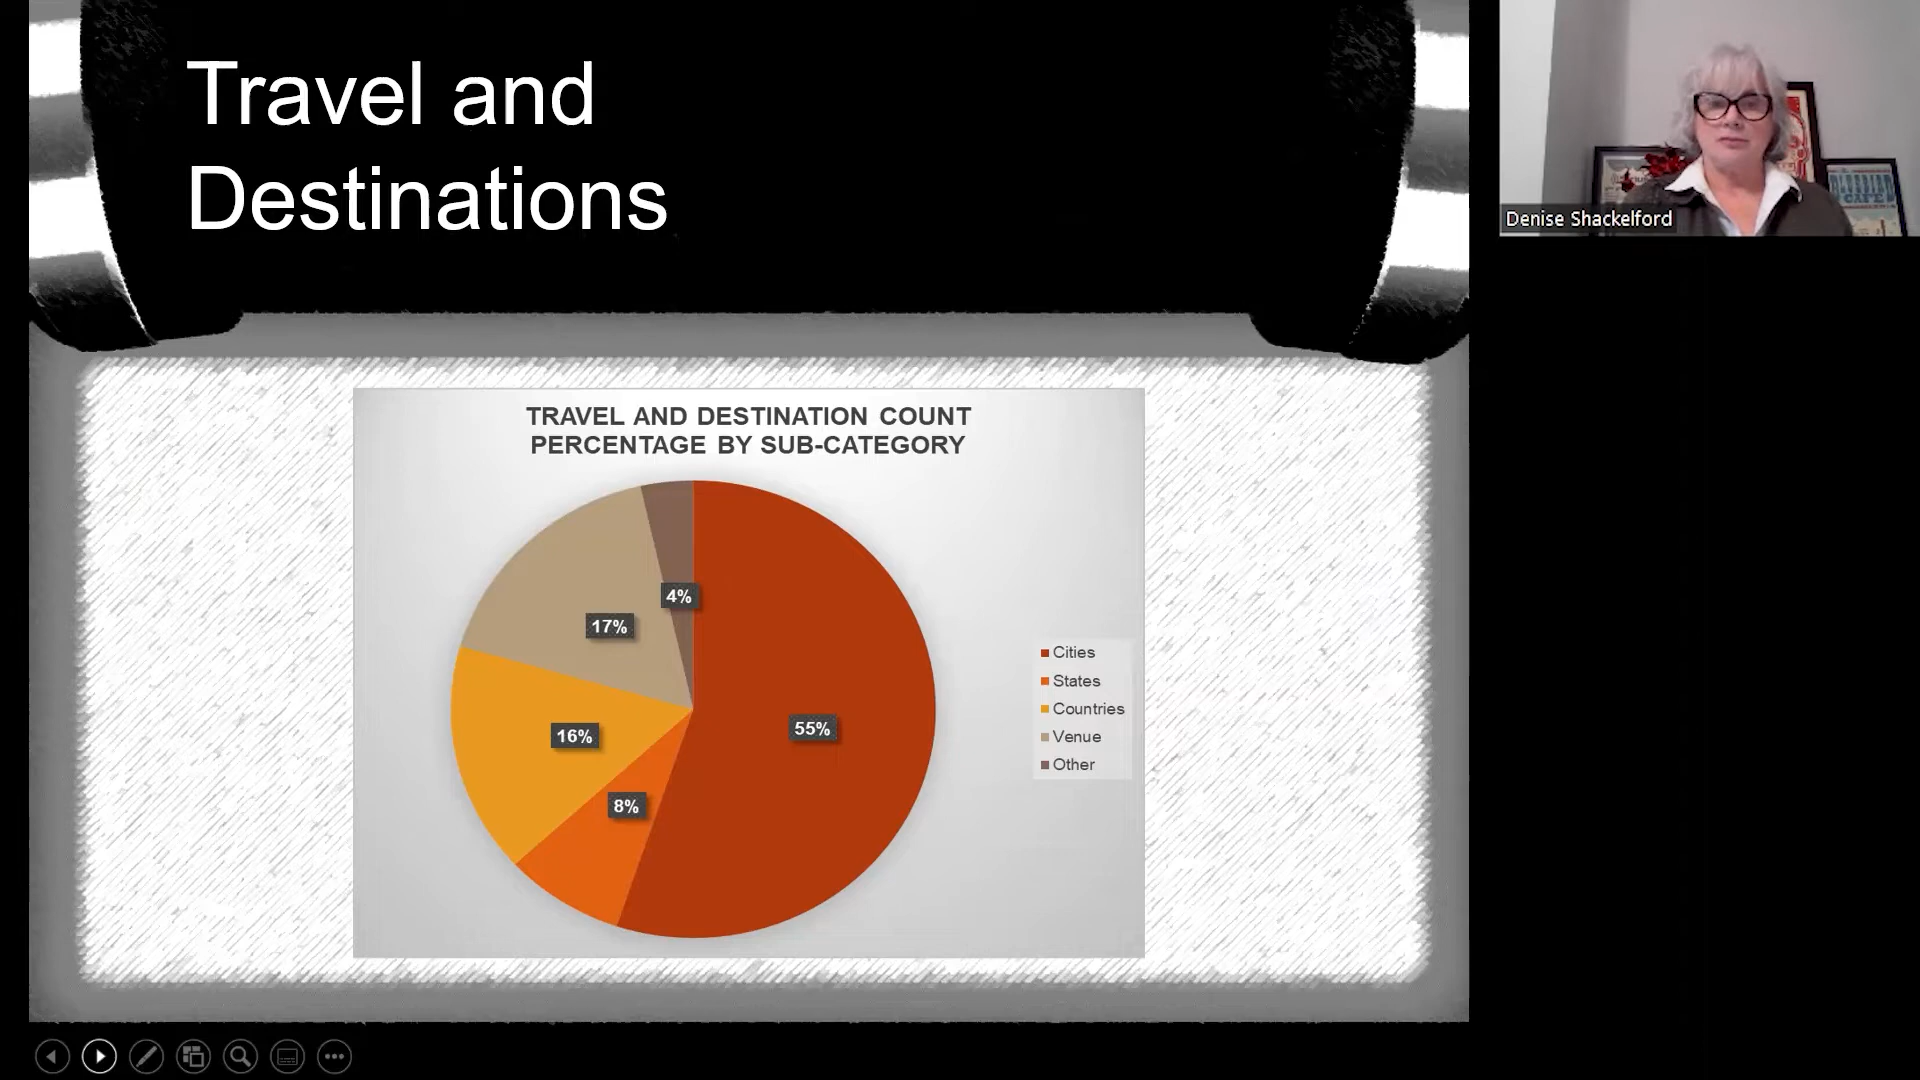 Travel and
Destinations
TRAVEL AND DESTINATION COUNT
PERCENTAGE BY SUB-CATEGORY
4%
17%
55%
16%
8%
Cities
States
Countries
Venue
Other
Denise Shackelford
CAFE